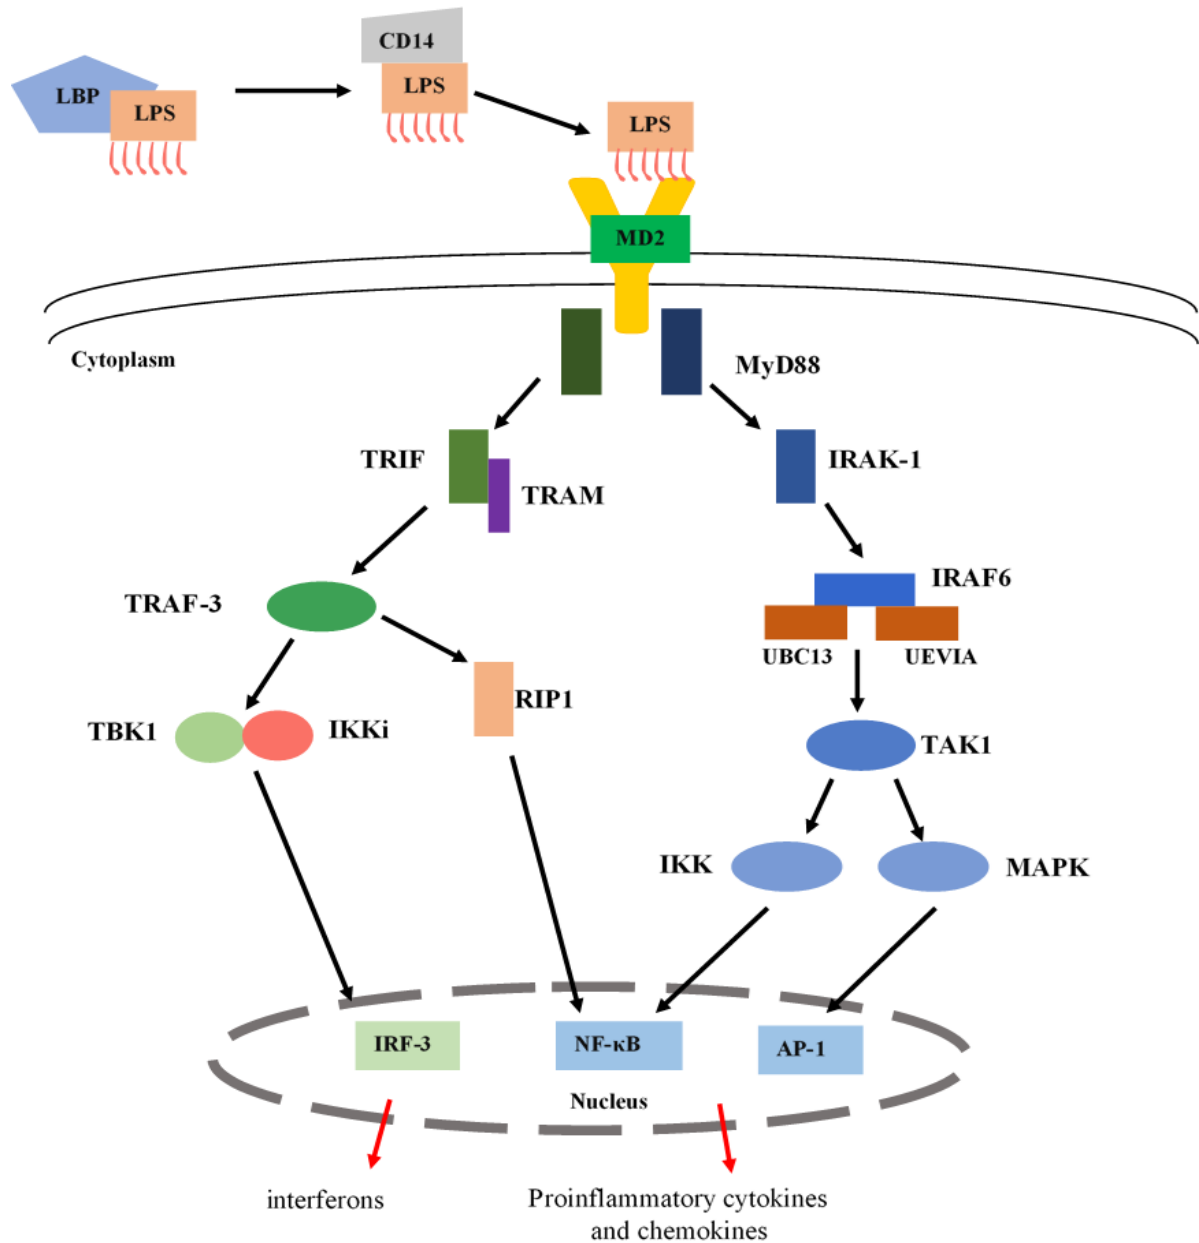 CD14
LBP
LPS
LPS
LPS
MD2
Cytoplasm
MyD88
TRIF
TRAM
IRAK-1
TRAF-3
IRAF6
UBC13
UEVIA
RIP1
TBK1
IKKi
TAK1
IKK
MAPK
IRF-3
NF-κB
AP-1
Nucleus
interferons
Proinflammatory cytokines
and chemokines